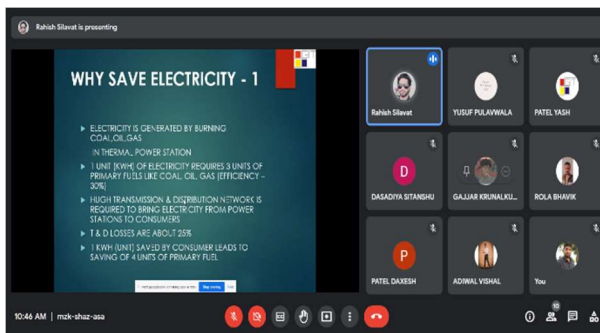 Rahish Silavat is presenting
WHY SAVE ELECTRICITY - 1
ELECTRICITY IS GENERATED BY BURNING
COAL,OIL,GAS
IN THERMAL POWER STATION
1 UNIT (KWH) OF ELECTRICITY REQUIRES 3 UNITS OF
PRIMARY FUELS LIKE COAL, OIL, GAS (EFFICIENCY –
30%)
HUGH TRANSMISSION & DISTRIBUTION NETWORK IS
REQUIRED TO BRING ELECTRICITY FROM POWER
STATIONS TO CONSUMERS
T & D LOSSES ARE ABOUT 25%
1 KWH (UNIT) SAVED BY CONSUMER LEADS TO
SAVING OF 4 UNITS OF PRIMARY FUEL
Stop sharing
Rahish Silavat
YUSUF PULAVWALA
PATEL YASH
D
DASADIYA SITANSHU
GAJJAR KRUNALKU...
ROLA BHAVIK
P
PATEL DAXESH
ADIWAL VISHAL
You
10:46 AM | mzk-shaz-asa
10